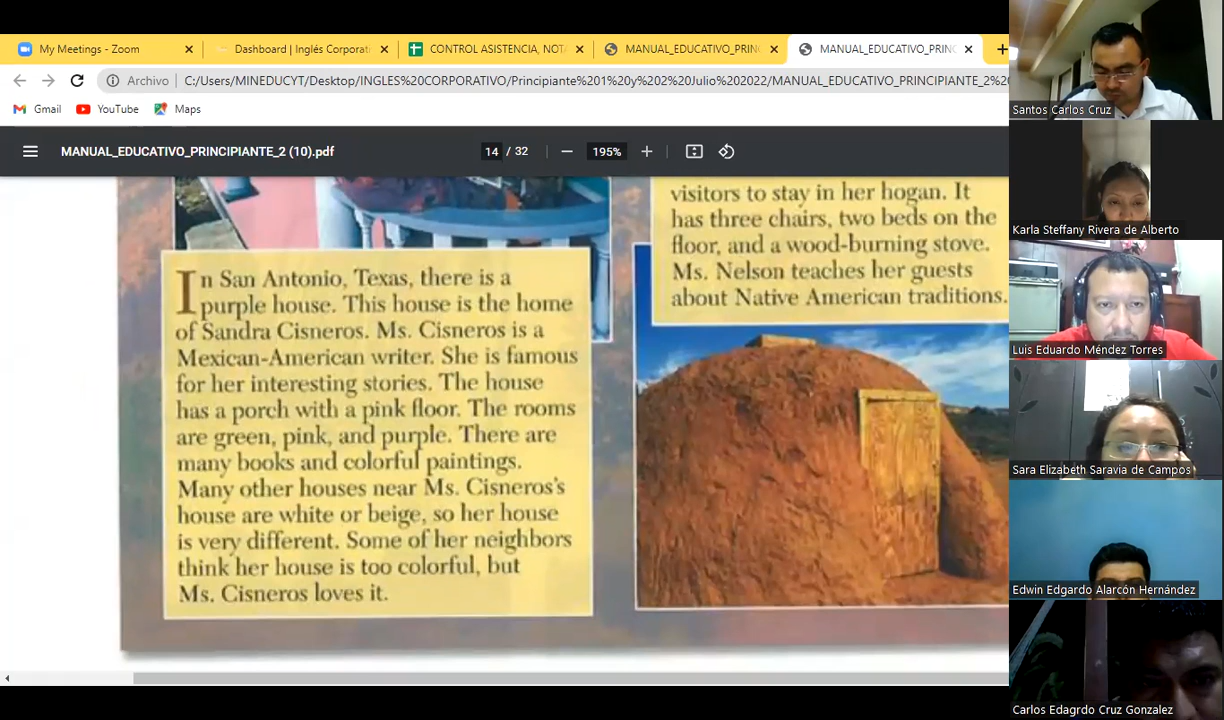 My Meetings - Zoom
Dashboard | Inglés Corporat
CONTROL ASISTENCIA, NOT
MANUAL_EDUCATIVO_PRIN
MANUAL_EDUCATIVO_PRINC
Archivo
C:/Users/MINEDUCYT/Desktop/INGLES%20CORPORATIVO/Principiante%201%20y%202%20Julio%202022/MANUAL_EDUCATIVO_PRINCIPIANTE_2%
Gmail
YouTube
Maps
MANUAL_EDUCATIVO_PRINCIPIANTE_2 (10).pdf
14 / 32
195%
In San Antonio, Texas, there is a
purple house. This house is the home
of Sandra Cisneros. Ms. Cisneros is a
Mexican-American writer. She is famous
for her interesting stories. The house
has a porch with a pink floor. The rooms
are green, pink, and purple. There are
many books and colorful paintings.
Many other houses near Ms. Cisneros's
house are white or beige, so her house
is very different. Some of her neighbors
think her house is too colorful, but
Ms. Cisneros loves it.
visitors to stay in her hogan. It
has three chairs, two beds on the
floor, and a wood-burning stove.
Ms. Nelson teaches her guests
about Native American traditions.
Santos Carlos Cruz
Karla Steffany Rivera de Alberto
Luis Eduardo Méndez Torres
Sara Elizabeth Saravia de Campos
Edwin Edgardo Alarcón Hernández
Carlos Edagrdo Cruz Gonzalez